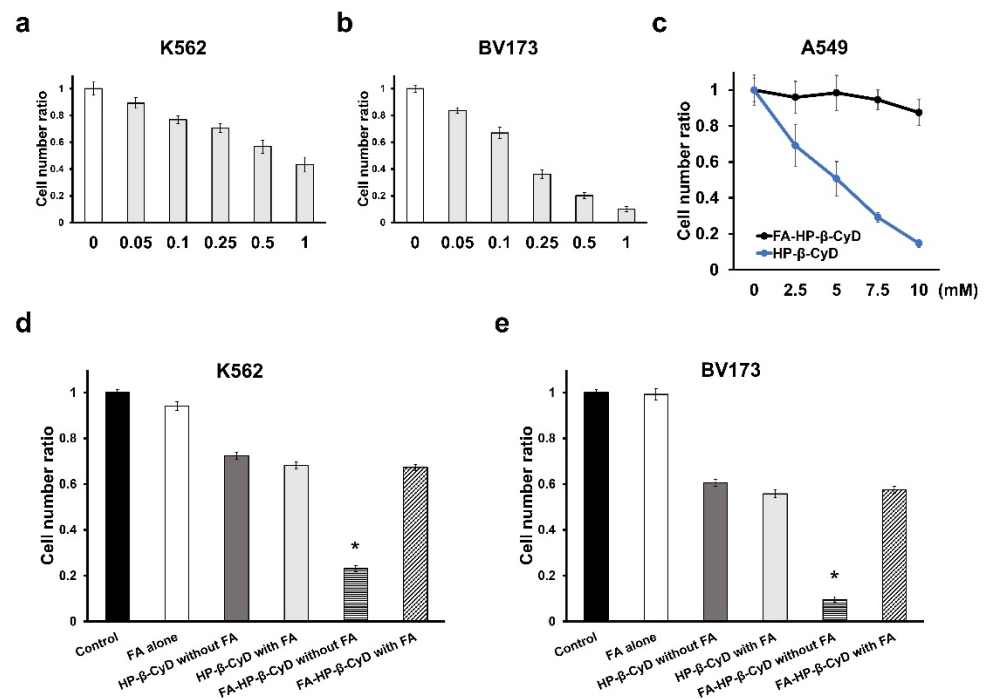 a
K562
Cell number ratio
1
0.8
0.6
0.4
0.2
0
0 0.05 0.1 0.25 0.5 1
b
BV173
Cell number ratio
1
0.8
0.6
0.4
0.2
0
0 0.05 0.1 0.25 0.5 1
c
A549
Cell number ratio
1
0.8
0.6
0.4
0.2
0
FA-HP-β-CyD
HP-β-CyD
0 2.5 5 7.5 10 (mM)
d
K562
Cell number ratio
1
0.8
0.6
0.4
0.2
0
*
Control
FA alone
HP-β-CyD without FA
HP-β-CyD with FA
FA-HP-β-CyD without FA
FA-HP-β-CyD with FA
e
BV173
Cell number ratio
1
0.8
0.6
0.4
0.2
0
*
Control
FA alone
HP-β-CyD without FA
HP-β-CyD with FA
FA-HP-β-CyD without FA
FA-HP-β-CyD with FA